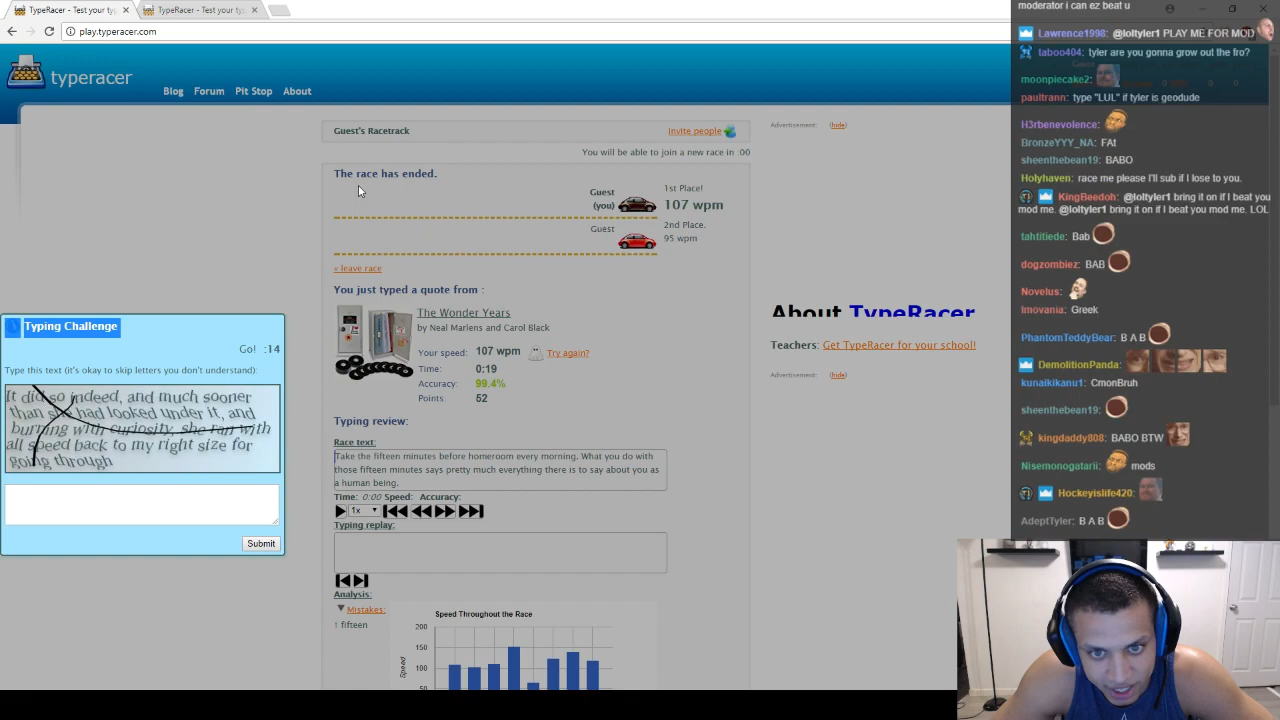 TypeRacer - Test your typ
TypeRacer - Test your typ
play.typeracer.com
typeracer
Blog Forum Pit Stop About
Guest's Racetrack
Invite people
You will be able to join a new race in :00
The race has ended.
Guest (you)
1st Place!
107 wpm
Guest
2nd Place.
95 wpm
« leave race
You just typed a quote from :
The Wonder Years
by Neal Marlens and Carol Black
Your speed: 107 wpm Try again?
Time: 0:19
Accuracy: 99.4%
Points 52
Typing review:
Race text:
Take the fifteen minutes before homeroom every morning. What you do with
those fifteen minutes says pretty much everything there is to say about you as
a human being.
Time: 0:00 Speed: Accuracy:
1x
Typing replay:
Analysis:
Mistakes:
fifteen
Speed Throughout the Race
Speed
200
150
100
50
Advertisement: (hide)
About TypeRacer
Teachers: Get TypeRacer for your school!
Advertisement: (hide)
Typing Challenge
Go! :14
Type this text (it's okay to skip letters you don't understand):
It did so indeed, and much sooner
than she had looked under it, and
burning with curiosity, she ran with
all speed back to my right size for
going through
Submit
moderator i can ez beat u
Lawrence1998: @loltyler1 PLAY ME FOR MOD
taboo404: tyler are you gonna grow out the fro?
moonpiecake2:
paultrann: type "LUL" if tyler is geodude
H3rbenevolence:
BronzeYYY_NA: FAt
sheenthebean19: BABO
Holyhaven: race me please I'll sub if I lose to you.
KingBeedoh: @loltyler1 bring it on if I beat you
mod me. @loltyler1 bring it on if I beat you mod me. LOL
tahtitiede: Bab
dogzombiez: BAB
Novelus:
lmovania: Greek
PhantomTeddyBear: B A B
DemolitionPanda:
kunaikikanu1: CmonBruh
sheenthebean19:
kingdaddy808: BABO BTW
Nisemonogatarii: mods
Hockeyislife420:
AdeptTyler: B A B